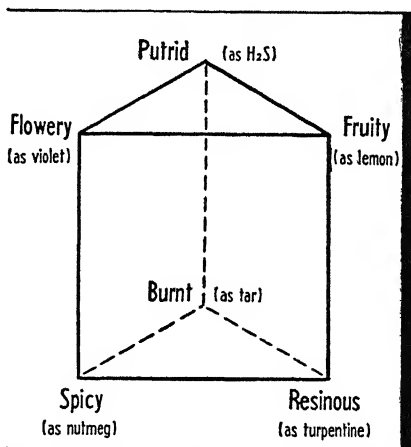 Putrid (as H₂S)
Flowery
(as violet)
Fruity
(as lemon)
Burnt (as tar)
Spicy
(as nutmeg)
Resinous
(as turpentine)